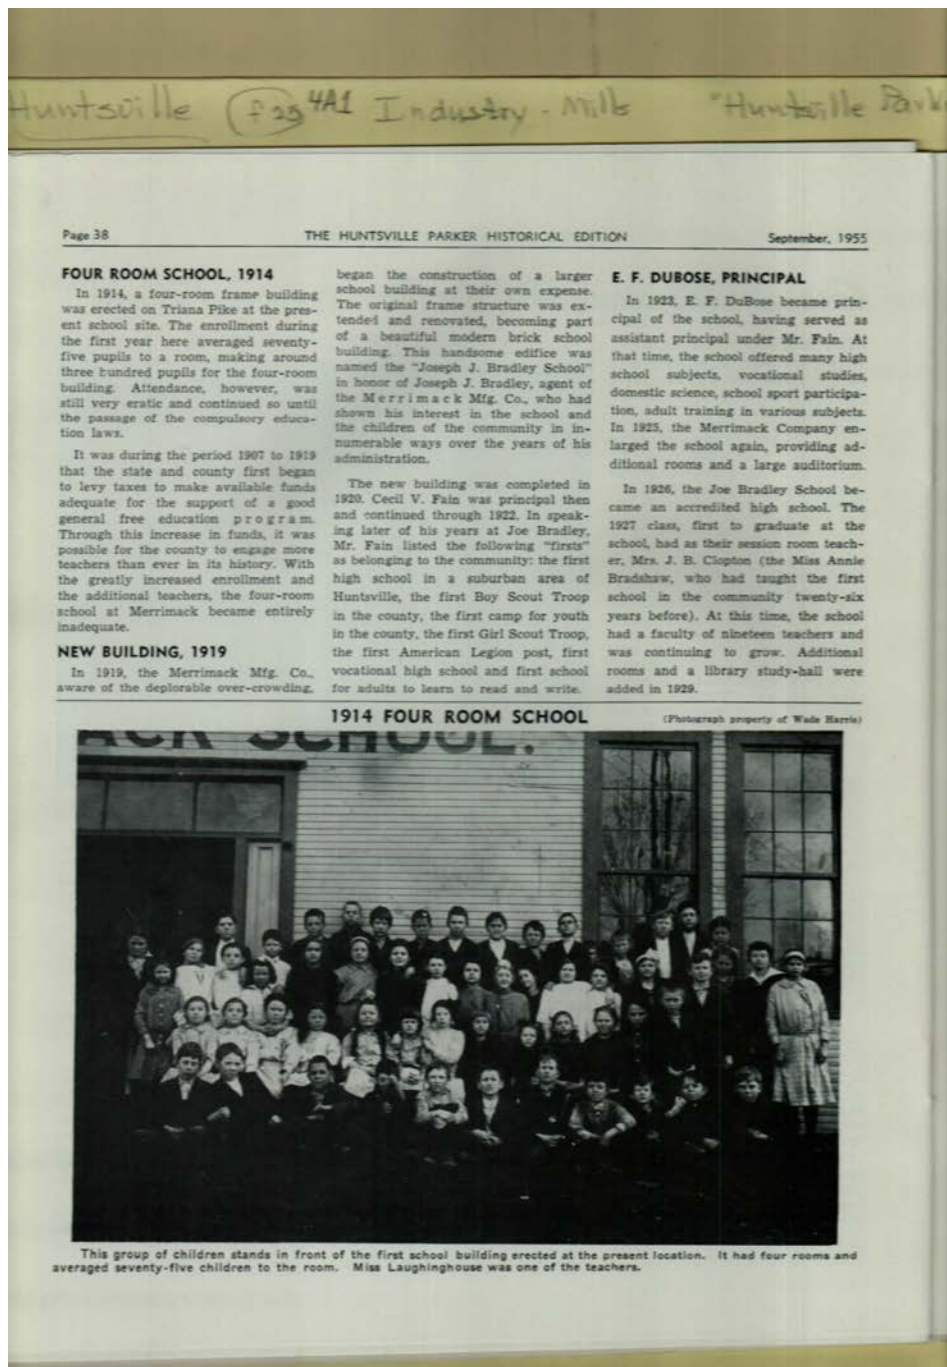 Huntsville f23 4A1 Industry - Mills "Huntsville Park
Page 38
THE HUNTSVILLE PARKER HISTORICAL EDITION
September, 1955
FOUR ROOM SCHOOL, 1914
In 1914, a four-room frame building
was erected on Triana Pike at the pres-
ent school site. The enrollment during
the first year here averaged seventy-
five pupils to a room, making around
three hundred pupils for the four-room
building. Attendance, however, was
still very eratic and continued so until
the passage of the compulsory educa-
tion laws.
It was during the period 1907 to 1919
that the state and county first began
to levy taxes to make available funds
adequate for the support of a good
general free education program.
Through this increase in funds, it was
possible for the county to engage more
teachers than ever in its history. With
the greatly increased enrollment and
the additional teachers, the four-room
school at Merrimack became entirely
inadequate.
NEW BUILDING, 1919
In 1919, the Merrimack Mfg. Co.,
aware of the deplorable over-crowding,
began the construction of a larger
school building at their own expense.
The original frame structure was ex-
tended and renovated, becoming part
of a beautiful modern brick school
building. This handsome edifice was
named the "Joseph J. Bradley School"
in honor of Joseph J. Bradley, agent of
the Merrimack Mfg. Co., who had
shown his interest in the school and
the children of the community in in-
numerable ways over the years of his
administration.
The new building was completed in
1920. Cecil V. Fain was principal then
and continued through 1922. In speak-
ing later of his years at Joe Bradley,
Mr. Fain listed the following "firsts"
as belonging to the community: the first
high school in a suburban area of
Huntsville, the first Boy Scout Troop
in the county, the first camp for youth
in the county, the first Girl Scout Troop,
the first American Legion post, first
vocational high school and first school
for adults to learn to read and write.
E. F. DUBOSE, PRINCIPAL
In 1923, E. F. DuBose became prin-
cipal of the school, having served as
assistant principal under Mr. Fain. At
that time, the school offered many high
school subjects, vocational studies,
domestic science, school sport participa-
tion, adult training in various subjects.
In 1925, the Merrimack Company en-
larged the school again, providing ad-
ditional rooms and a large auditorium.
In 1926, the Joe Bradley School be-
came an accredited high school. The
1927 class, first to graduate at the
school, had as their session room teach-
er, Mrs. J. B. Clopton (the Miss Annie
Bradshaw, who had taught the first
school in the community twenty-six
years before). At this time, the school
had a faculty of nineteen teachers and
was continuing to grow. Additional
rooms and a library study-hall were
added in 1929.
1914 FOUR ROOM SCHOOL
(Photograph property of Wade Harris)
ACK SCHOOL.
This group of children stands in front of the first school building erected at the present location. It had four rooms and
averaged seventy-five children to the room. Miss Laughinghouse was one of the teachers.